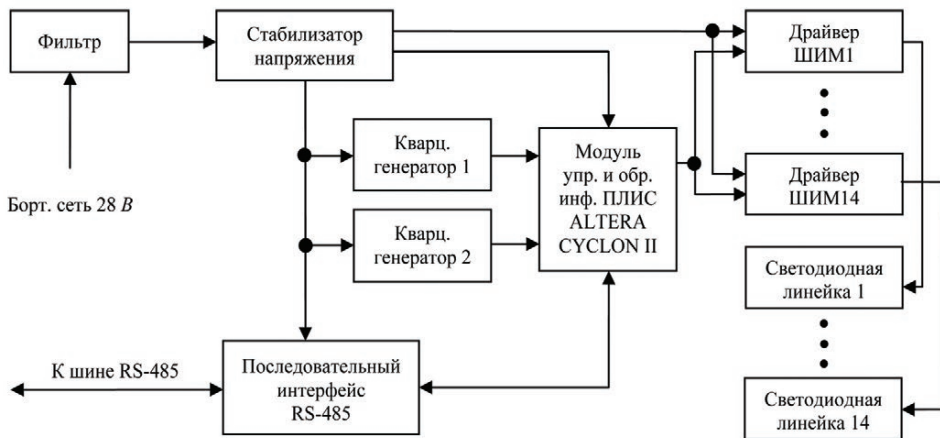 Фильтр
Стабилизатор
напряжения
Драйвер
ШИМ1
Кварц.
генератор 1
Модуль
упр. и обр.
инф. ПЛИС
ALTERA
CYCLON II
Драйвер
ШИМ14
Борт. сеть 28 В
Кварц.
генератор 2
Светодиодная
линейка 1
К шине RS-485
Последовательный
интерфейс
RS-485
Светодиодная
линейка 14